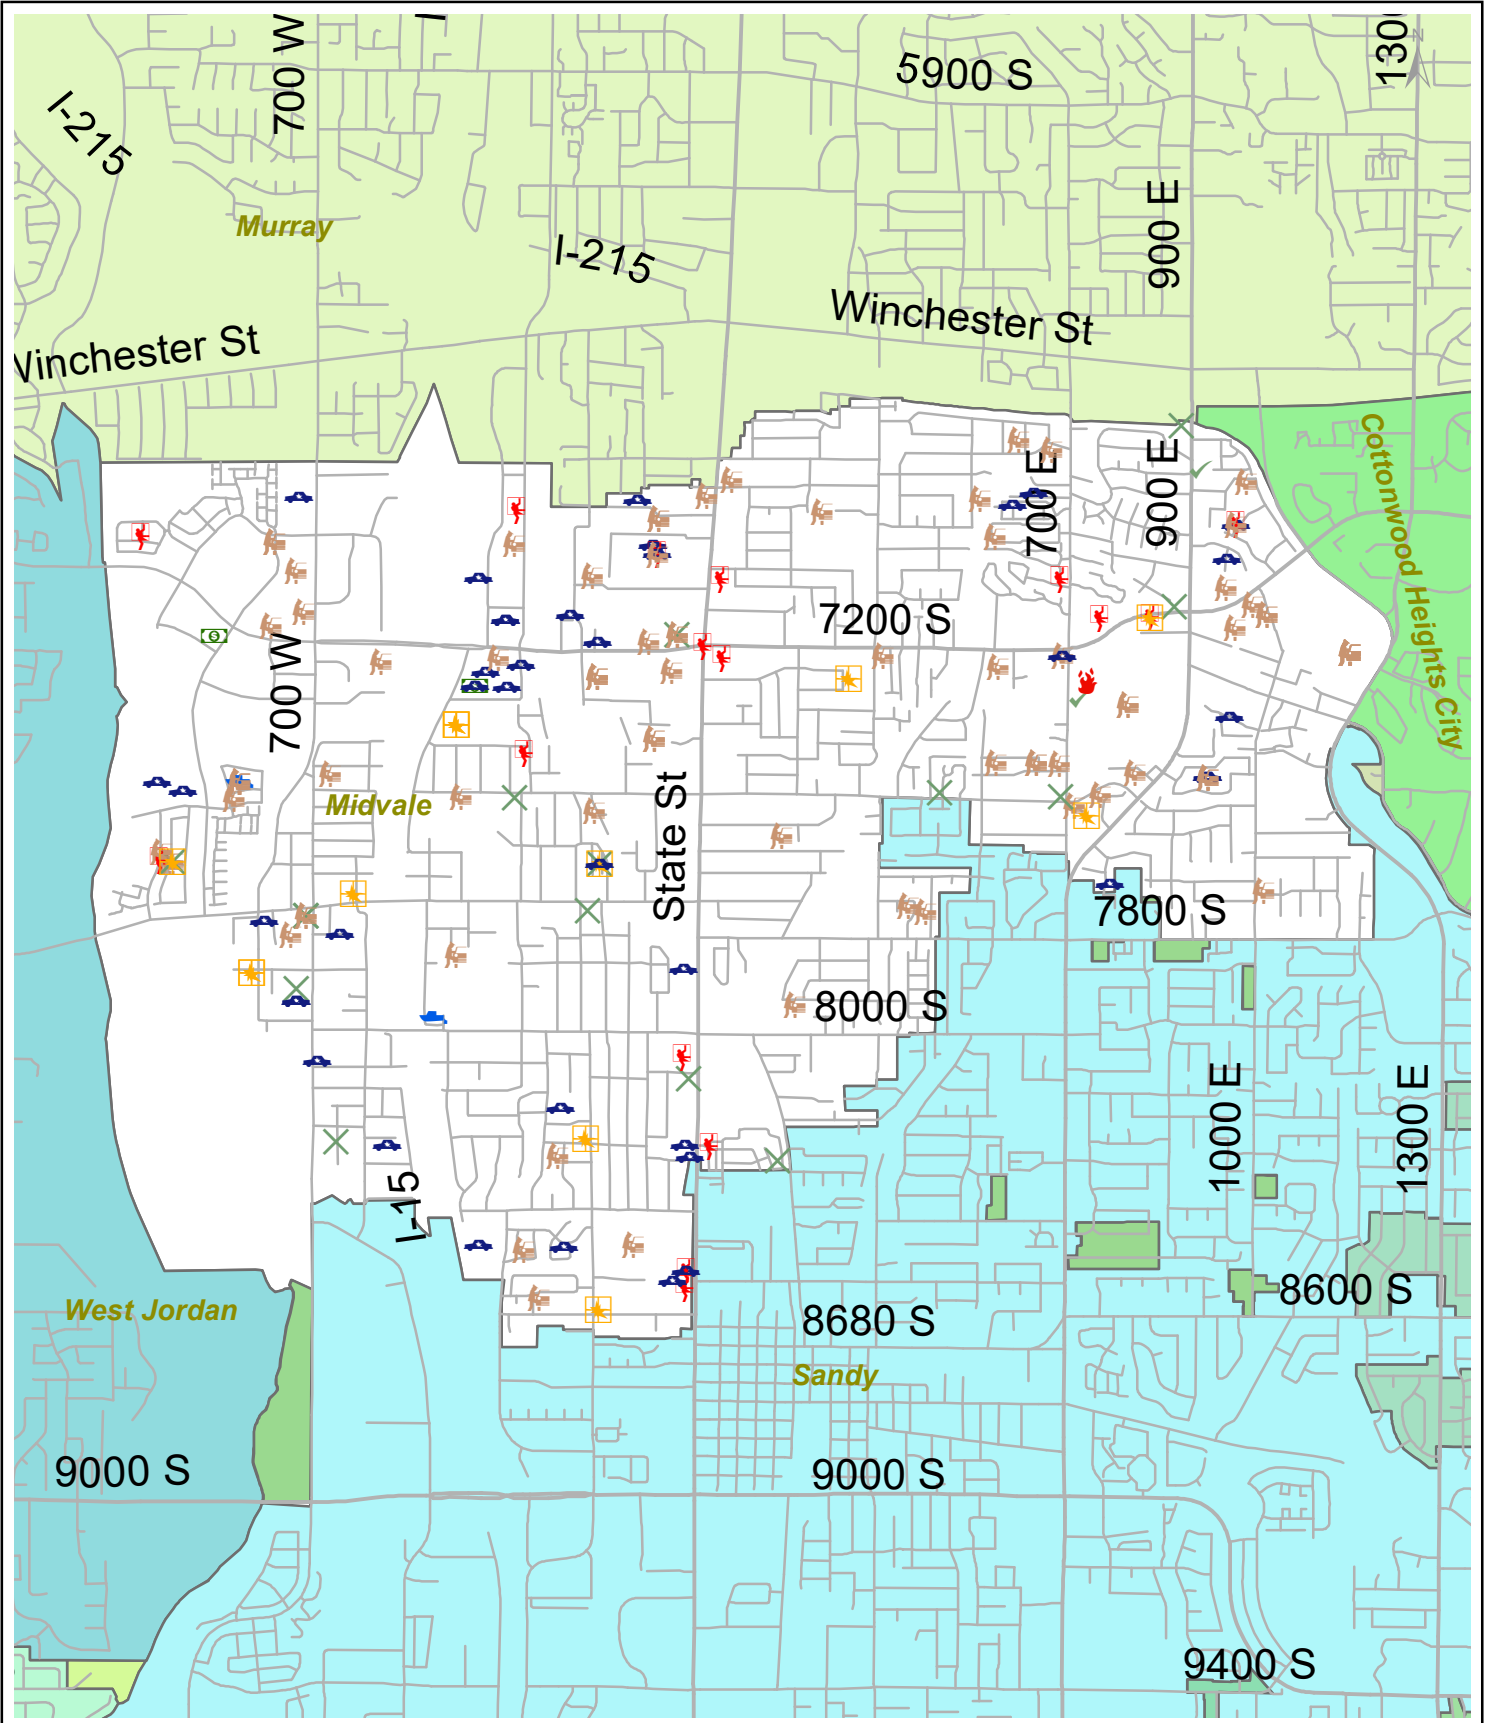 700 W
5900 S
1300
I-215
Murray
900 E
I-215
Winchester St
Winchester St
Cottonwood Heights City
700 E
900 E
7200 S
700 W
Midvale
State St
7800 S
8000 S
1000 E
1300 E
I-15
8600 S
West Jordan
8680 S
Sandy
9000 S
9000 S
9400 S